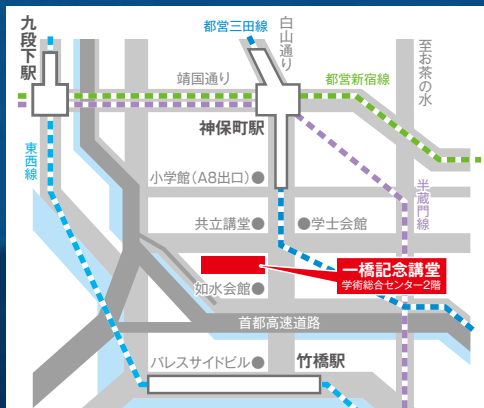 九段下駅
都営三田線
白山通り
至お茶の水
靖国通り
都営新宿線
神保町駅
東西線
小学館(A8出口)
半蔵門線
共立講堂
学士会館
一橋記念講堂
学術総合センター2階
如水会館
首都高速道路
パレスサイドビル
竹橋駅